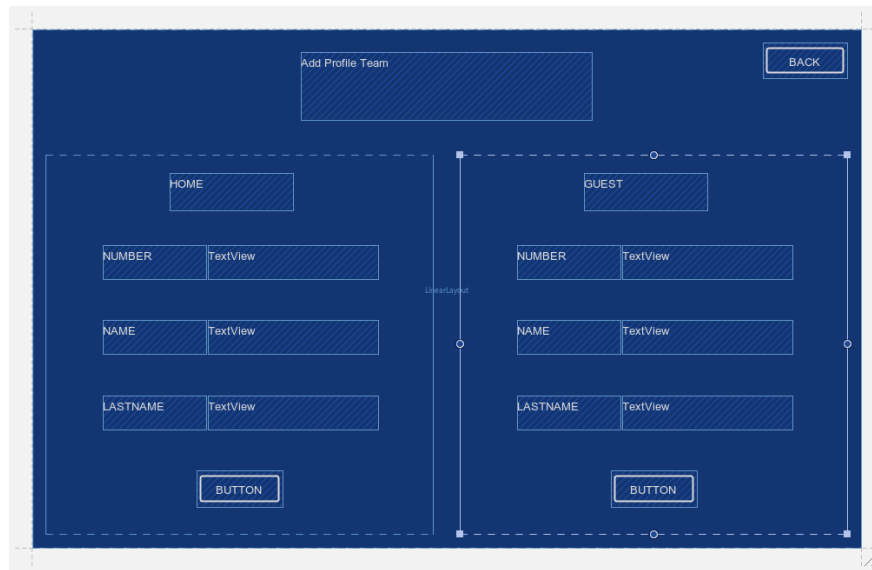 Add Profile Team
BACK
HOME
GUEST
NUMBER TextView
NUMBER TextView
LinearLayout
NAME TextView
NAME TextView
LASTNAME TextView
LASTNAME TextView
BUTTON
BUTTON